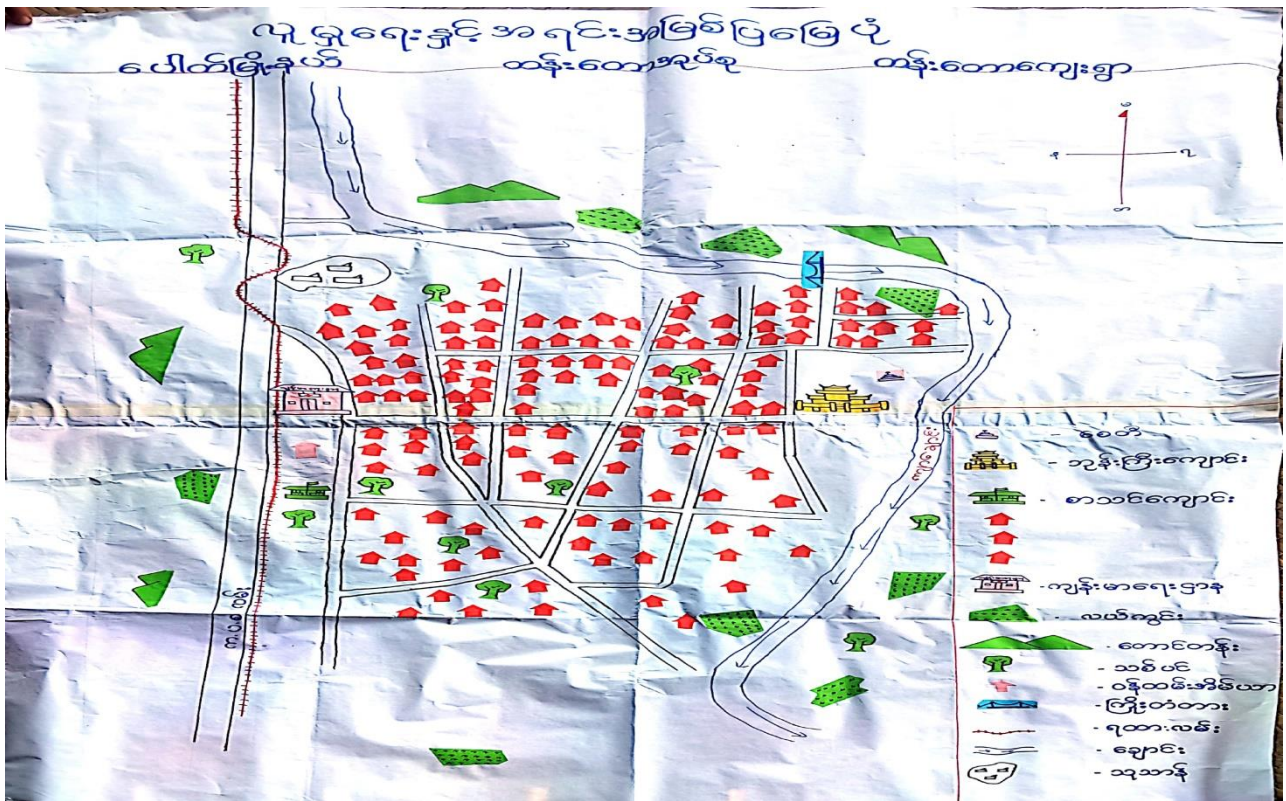 လူမှုရေးနှင့်အရင်းအမြစ်ပြမြေပုံ
ပေါက်မြို့နယ် တန်းတောအုပ်စု တန်းတောကျေးရွာ
- စေတီ
- ဘုန်းကြီးကျောင်း
- စာသင်ကျောင်း
- ကျန်းမာရေးဌာန
- လယ်ကွင်း
- တောင်တန်း
- သစ်ပင်
- ဝန်ထမ်းအိမ်ယာ
- ကြိုးတံတား
- ရထားလမ်း
- ချောင်း
- သုသာန်